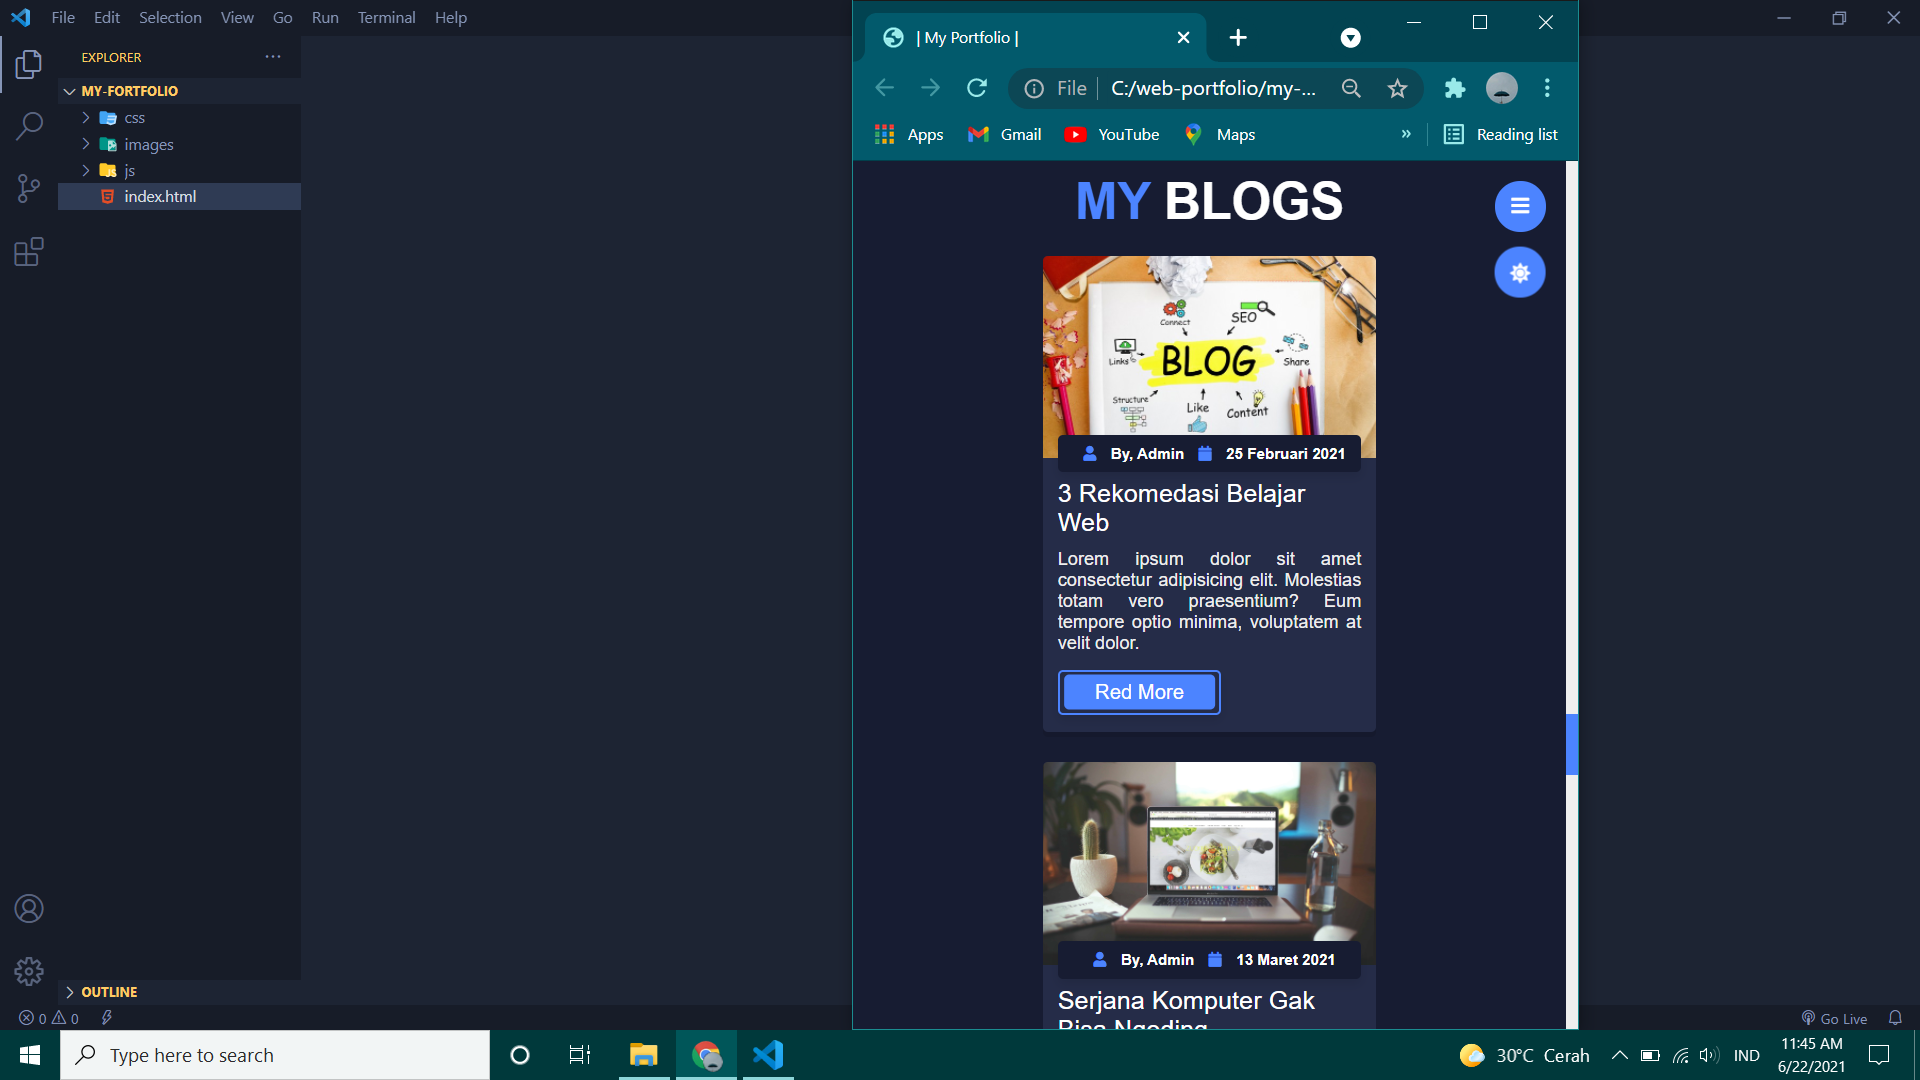 File Edit Selection View Go Run Terminal Help
EXPLORER
MY-FORTFOLIO
css
images
js
index.html
OUTLINE
0 0
Go Live
| My Portfolio |
File C:/web-portfolio/my-...
Apps Gmail YouTube Maps » Reading list
MY BLOGS
Connect
SEO
Links
BLOG
Share
Structure
Like
Content
By, Admin 25 Februari 2021
3 Rekomedasi Belajar
Web
Lorem ipsum dolor sit amet
consectetur adipisicing elit. Molestias
totam vero praesentium? Eum
tempore optio minima, voluptatem at
velit dolor.
Red More
By, Admin 13 Maret 2021
Serjana Komputer Gak
Bisa Ngoding
Type here to search
30°C Cerah
IND
11:45 AM
6/22/2021